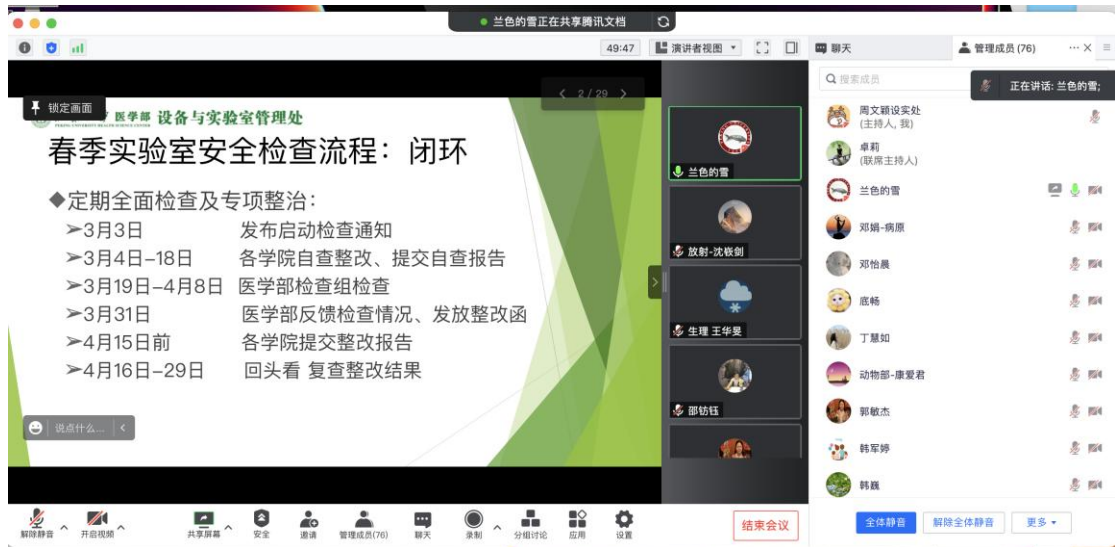 兰色的雪正在共享腾讯文档
49:47
演讲者视图
聊天
管理成员 (76)
搜索成员
正在讲话: 兰色的雪;
锁定画面
2 / 29
医学部 设备与实验室管理处
春季实验室安全检查流程：闭环
◆定期全面检查及专项整治：
➢3月3日 发布启动检查通知
➢3月4日–18日 各学院自查整改、提交自查报告
➢3月19日–4月8日 医学部检查组检查
➢3月31日 医学部反馈检查情况、发放整改函
➢4月15日前 各学院提交整改报告
➢4月16日–29日 回头看 复查整改结果
说点什么...
兰色的雪
放射-沈嵚剑
生理 王华旻
邵钫钰
周文颖设实处
(主持人, 我)
卓莉
(联席主持人)
兰色的雪
邓娟-病原
邓怡晨
底畅
丁慧如
动物部-康爱君
郭敏杰
韩军婷
韩巍
解除静音
开启视频
共享屏幕
安全
邀请
管理成员(76)
聊天
录制
分组讨论
应用
设置
结束会议
全体静音
解除全体静音
更多